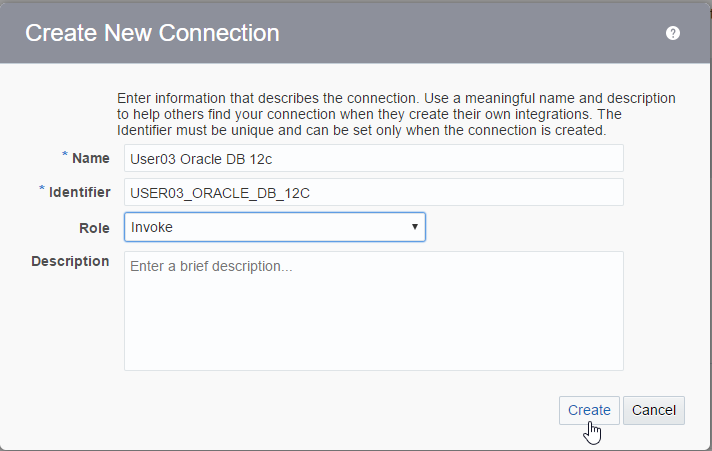 Create New Connection
?
Enter information that describes the connection. Use a meaningful name and description
to help others find your connection when they create their own integrations. The
Identifier must be unique and can be set only when the connection is created.
* Name User03 Oracle DB 12c
* Identifier USER03_ORACLE_DB_12C
Role Invoke
Description Enter a brief description...
Create Cancel